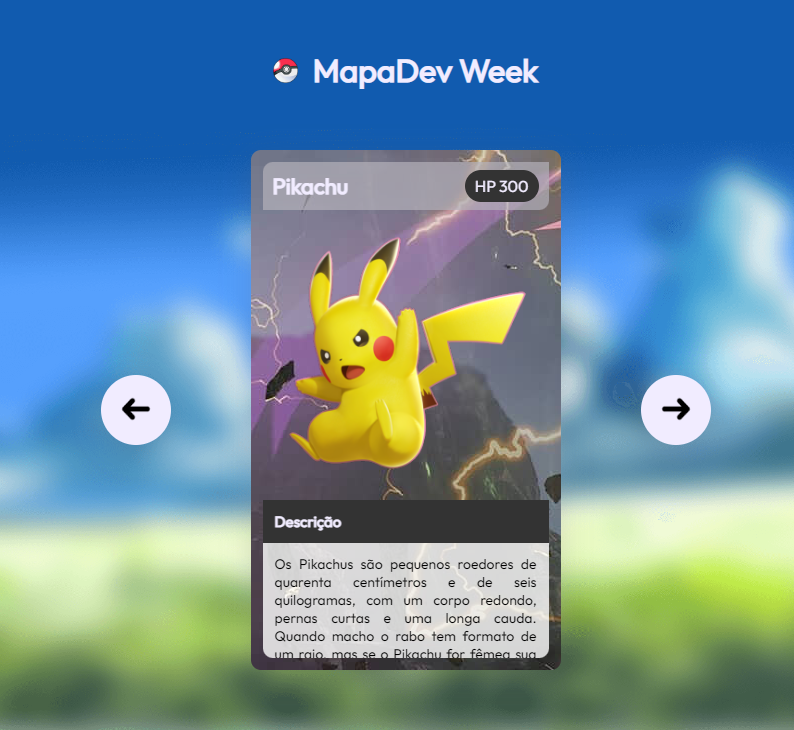 MapaDev Week
Pikachu
HP 300
Descrição
Os Pikachus são pequenos roedores de
quarenta centímetros e de seis
quilogramas, com um corpo redondo,
pernas curtas e uma longa cauda.
Quando macho o rabo tem formato de
um raio, mas se o Pikachu for fêmea sua